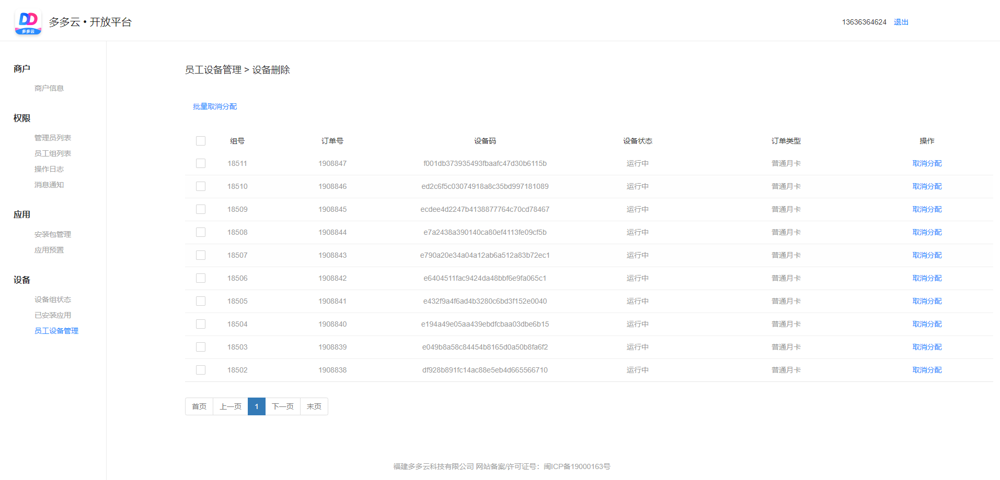 DD
多多云
多多云 • 开放平台
13636364624 退出
商户
商户信息
权限
管理员列表
员工组列表
操作日志
消息通知
应用
安装包管理
应用预置
设备
设备组状态
已安装应用
员工设备管理
员工设备管理 > 设备删除
批量取消分配
组号 订单号 设备码 设备状态 订单类型 操作
18511 1908847 f001db373935493fbaafc47d30b6115b 运行中 普通月卡 取消分配
18510 1908846 ed2c6f5c03074918a8c35bd997181089 运行中 普通月卡 取消分配
18509 1908845 ecdee4d2247b4138877764c70cd78467 运行中 普通月卡 取消分配
18508 1908844 e7a2438a390140ca80ef4113fe09cf5b 运行中 普通月卡 取消分配
18507 1908843 e790a20e34a04a12ab6a512a83b72ec1 运行中 普通月卡 取消分配
18506 1908842 e6404511fac9424da48bbf6e9fa065c1 运行中 普通月卡 取消分配
18505 1908841 e432f9a4f6ad4b3280c6bd3f152e0040 运行中 普通月卡 取消分配
18504 1908840 e194a49e05aa439ebdfcbaa03dbe6b15 运行中 普通月卡 取消分配
18503 1908839 e049b8a58c84454b8165d0a50b8fa6f2 运行中 普通月卡 取消分配
18502 1908838 df928b891fc14ac88e5eb4d665566710 运行中 普通月卡 取消分配
首页 上一页 1 下一页 末页
福建多多云科技有限公司 网站备案/许可证号：闽ICP备19000163号